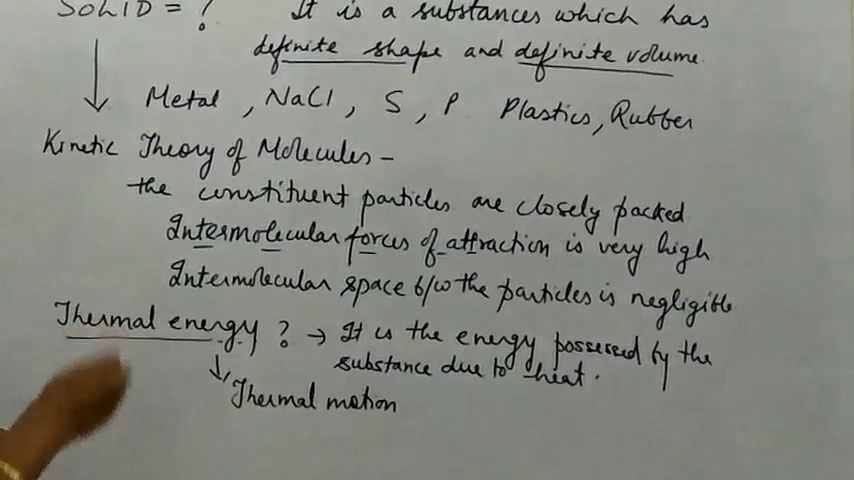 SOLID = ? It is a substances which has
definite shape and definite volume.
Metal , NaCl , S , P Plastics, Rubber
Kinetic Theory of Molecules -
the constituent particles are closely packed
Intermolecular forces of attraction is very high
Intermolecular space b/w the particles is negligible
Thermal energy ? → It is the energy possessed by the
substance due to heat.
Thermal motion